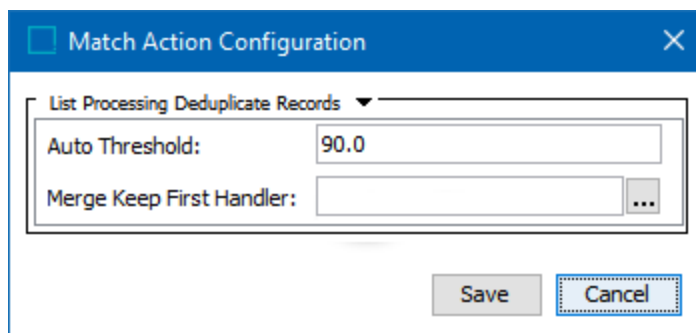 Match Action Configuration
List Processing Deduplicate Records
Auto Threshold: 90.0
Merge Keep First Handler: ...
Save Cancel